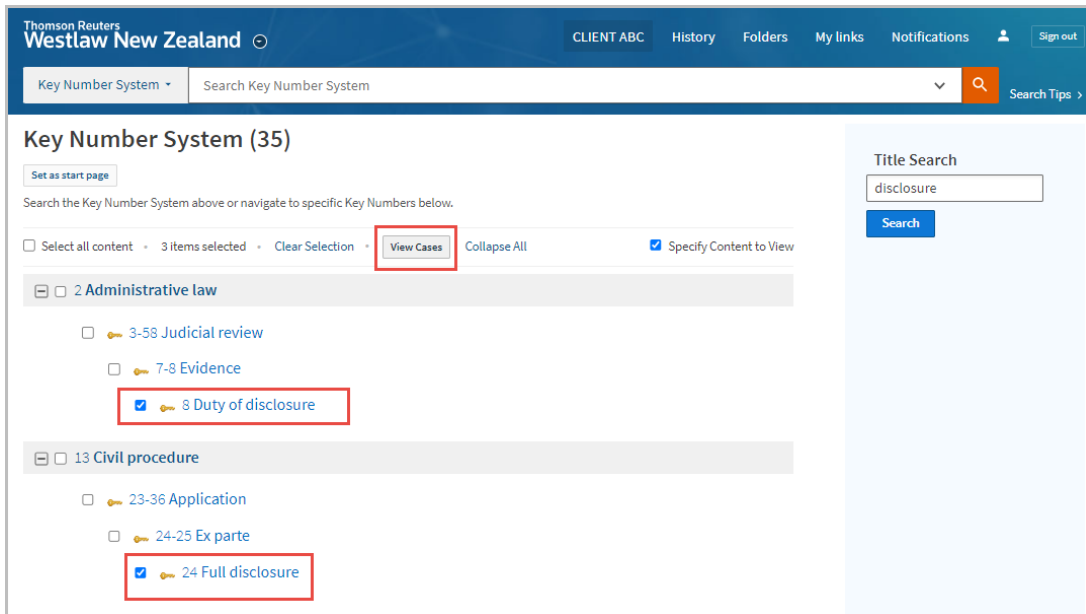 Thomson Reuters
Westlaw New Zealand
CLIENT ABC History Folders My links Notifications Sign out
Key Number System Search Key Number System Search Tips >
Key Number System (35)
Set as start page
Search the Key Number System above or navigate to specific Key Numbers below.
Select all content • 3 items selected • Clear Selection • View Cases Collapse All Specify Content to View
2 Administrative law
3-58 Judicial review
7-8 Evidence
8 Duty of disclosure
13 Civil procedure
23-36 Application
24-25 Ex parte
24 Full disclosure
Title Search
disclosure
Search